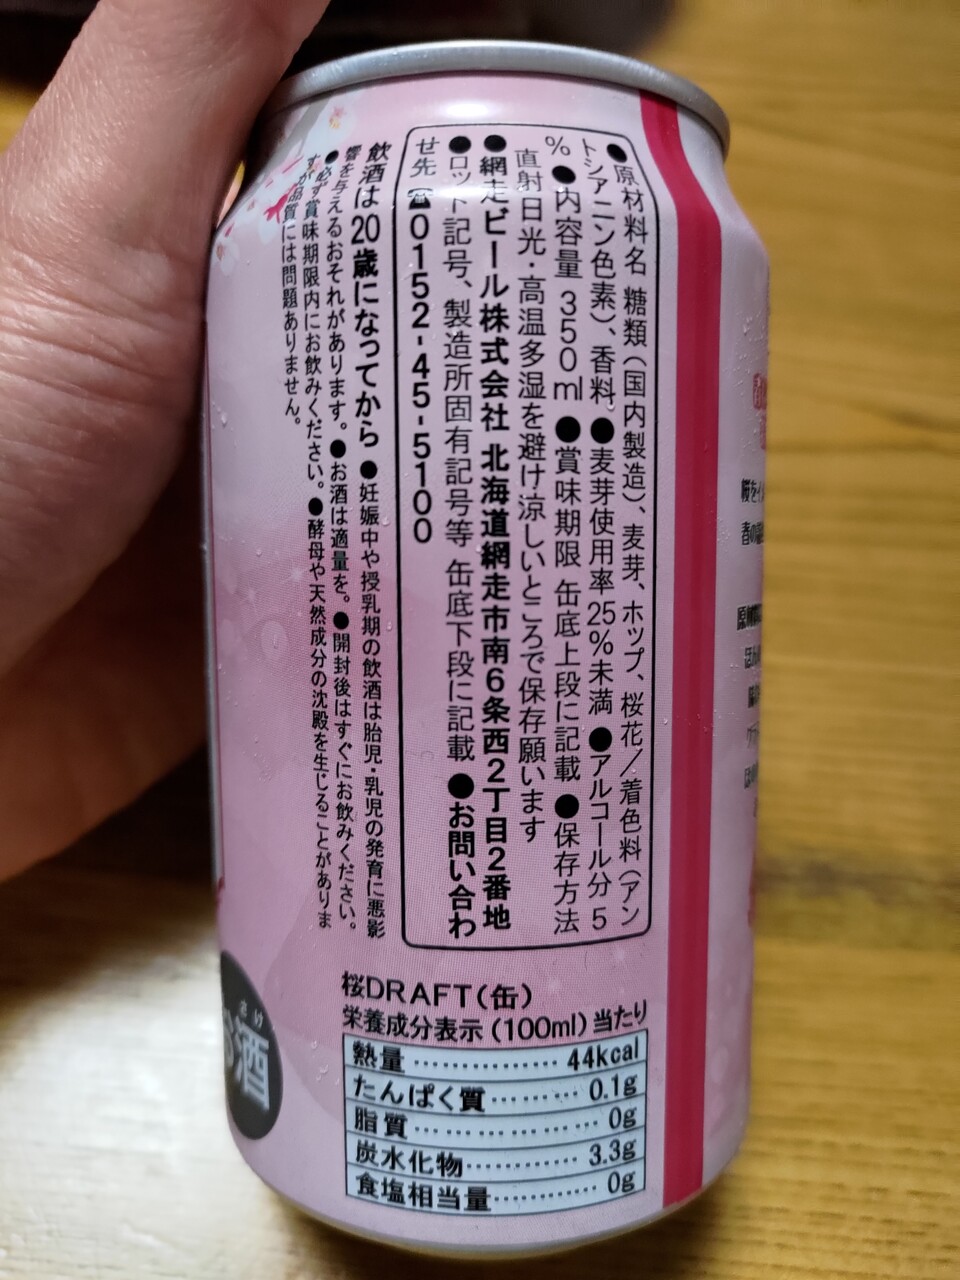 ●原材料名 糖類(国内製造)、麦芽、ホップ、桜花/着色料(アン
トシアニン色素)、香料 ●麦芽使用率25%未満 ●アルコール分 5
% ●内容量 350ml ●賞味期限 缶底上段に記載 ●保存方法
直射日光・高温多湿を避け涼しいところで保存願います
●網走ビール株式会社 北海道網走市南6条西2丁目2番地
●ロット記号、製造所固有記号等 缶底下段に記載 ●お問い合わ
せ先 ☎0152-45-5100
飲酒は20歳になってから ●妊娠中や授乳期の飲酒は胎児・乳児の発育に悪影
響を与えるおそれがあります。●お酒は適量を。●開封後はすぐにお飲みください。
●必ず賞味期限内にお飲みください。●酵母や天然成分の沈殿を生じることがありま
すが品質には問題ありません。
桜DRAFT(缶)
栄養成分表示(100ml)当たり
熱量 44kcal
たんぱく質 0.1g
脂質 0g
炭水化物 3.3g
食塩相当量 0g
さけ
お酒